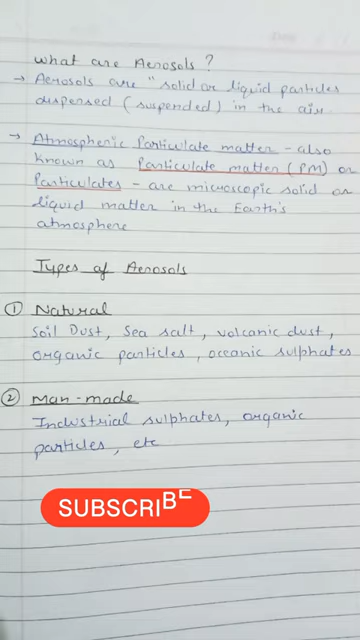 what are Aerosols ?
→ Aerosols are "solid or liquid particles
dispersed (suspended) in the air.
→ Atmospheric Particulate matter - also
known as Particulate matter (PM) or
Particulates - are microscopic solid or
liquid matter in the Earth's
atmosphere
Types of Aerosols
① Natural
Soil Dust, Sea salt, volcanic dust,
organic particles, oceanic sulphates
② Man-made
Industrial sulphates, organic
particles, etc
SUBSCRIBE